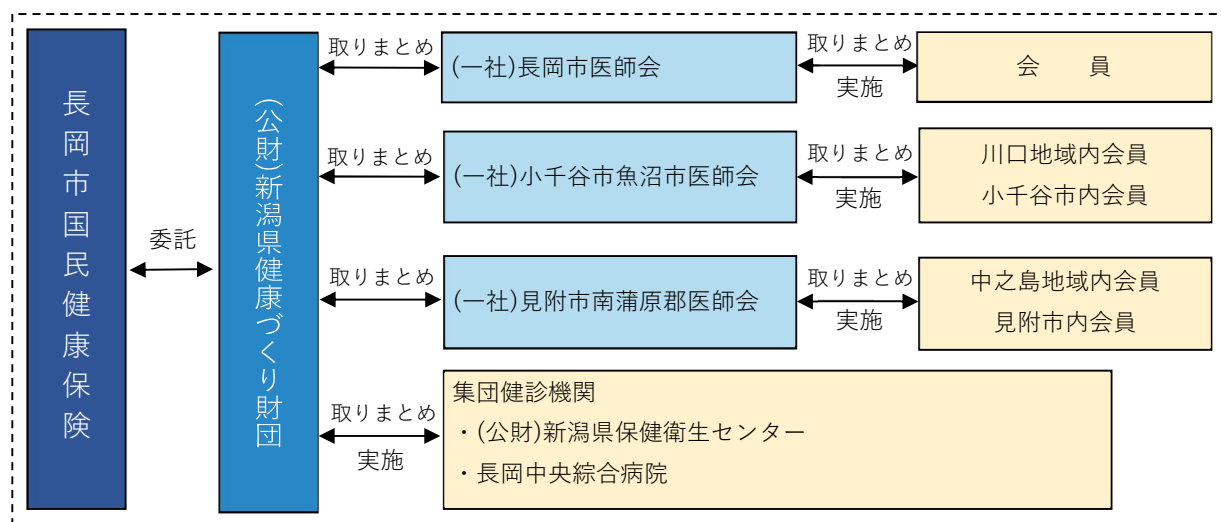 長岡市国民健康保険
委託
(公財)新潟県健康づくり財団
取りまとめ
(一社)長岡市医師会
取りまとめ
実施
会　員
取りまとめ
(一社)小千谷市魚沼市医師会
取りまとめ
実施
川口地域内会員
小千谷市内会員
取りまとめ
(一社)見附市南蒲原郡医師会
取りまとめ
実施
中之島地域内会員
見附市内会員
取りまとめ
実施
集団健診機関
・(公財)新潟県保健衛生センター
・長岡中央綜合病院